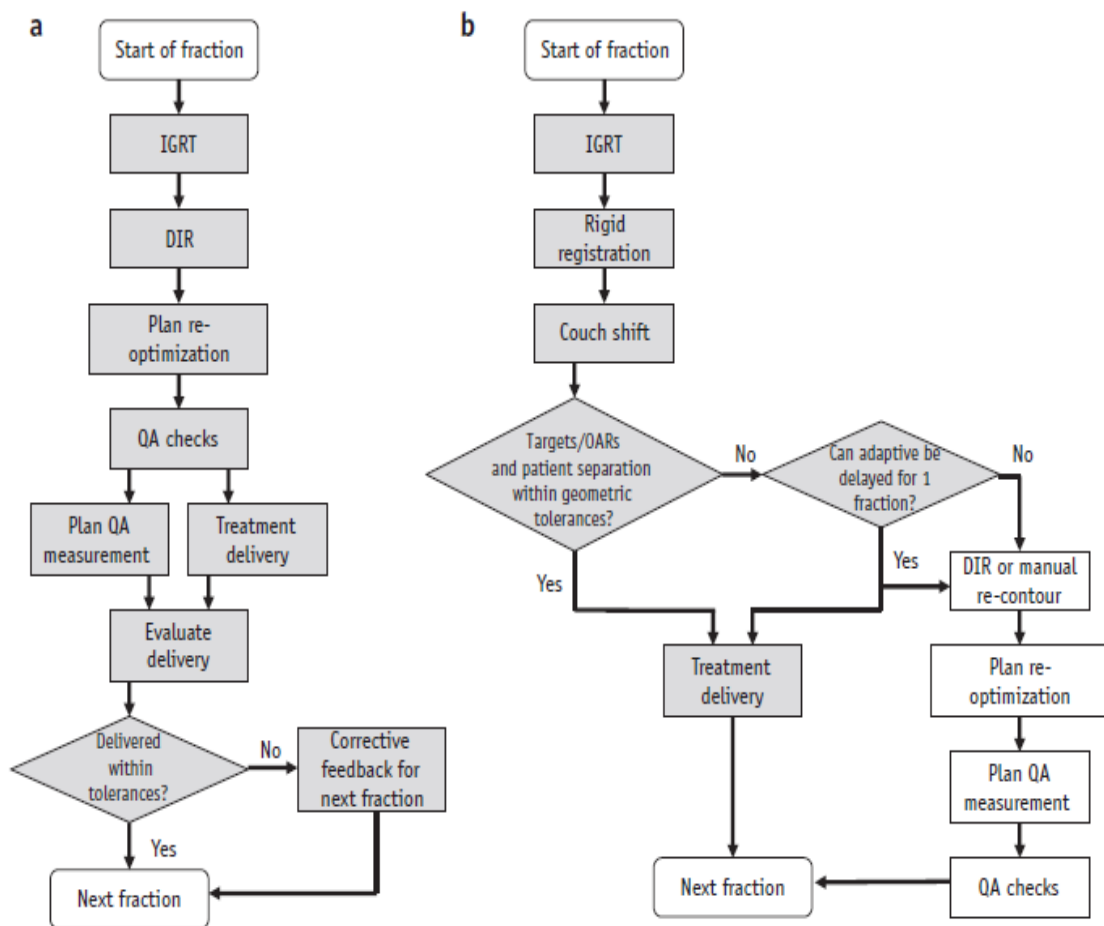 a
Start of fraction
IGRT
DIR
Plan re-
optimization
QA checks
Plan QA
measurement
Treatment
delivery
Evaluate
delivery
Delivered
within
tolerances?
No
Corrective
feedback for
next fraction
Yes
Next fraction
b
Start of fraction
IGRT
Rigid
registration
Couch shift
Targets/OARs
and patient separation
within geometric
tolerances?
No
Can adaptive be
delayed for 1
fraction?
No
Yes
Yes
DIR or manual
re-contour
Treatment
delivery
Plan re-
optimization
Plan QA
measurement
QA checks
Next fraction